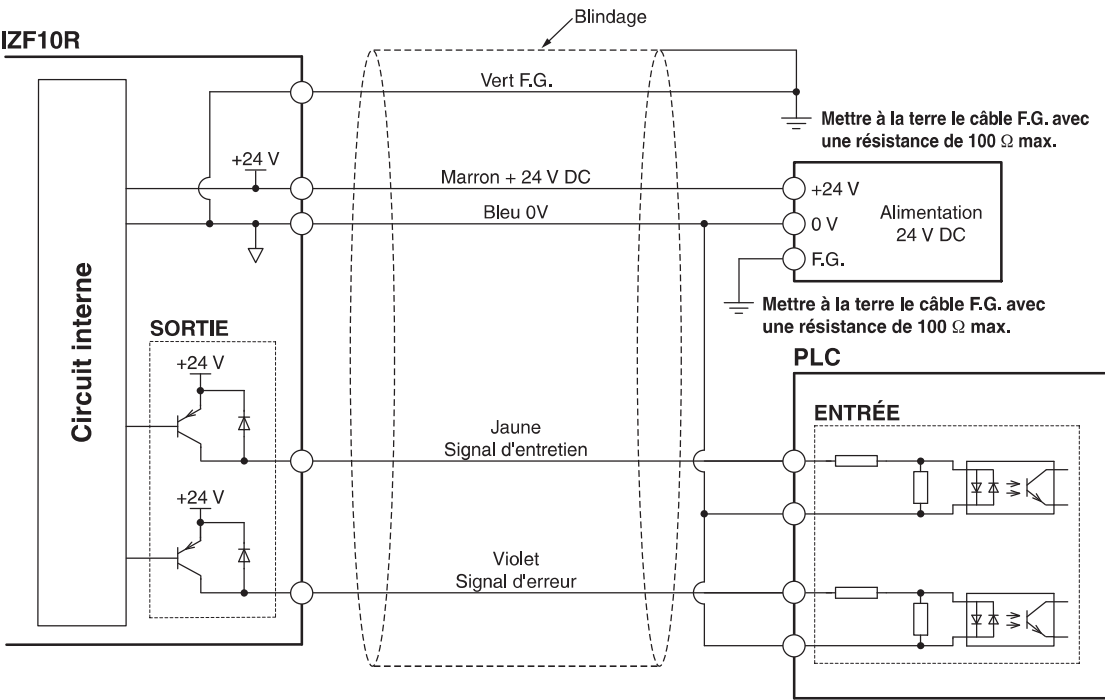 Blindage
IZF10R
Vert F.G.
Mettre à la terre le câble F.G. avec
une résistance de 100 Ω max.
+24 V
Marron + 24 V DC
+24 V
Bleu 0V
0 V
Alimentation
24 V DC
F.G.
Mettre à la terre le câble F.G. avec
une résistance de 100 Ω max.
Circuit interne
SORTIE
+24 V
PLC
ENTRÉE
Jaune
Signal d'entretien
+24 V
Violet
Signal d'erreur